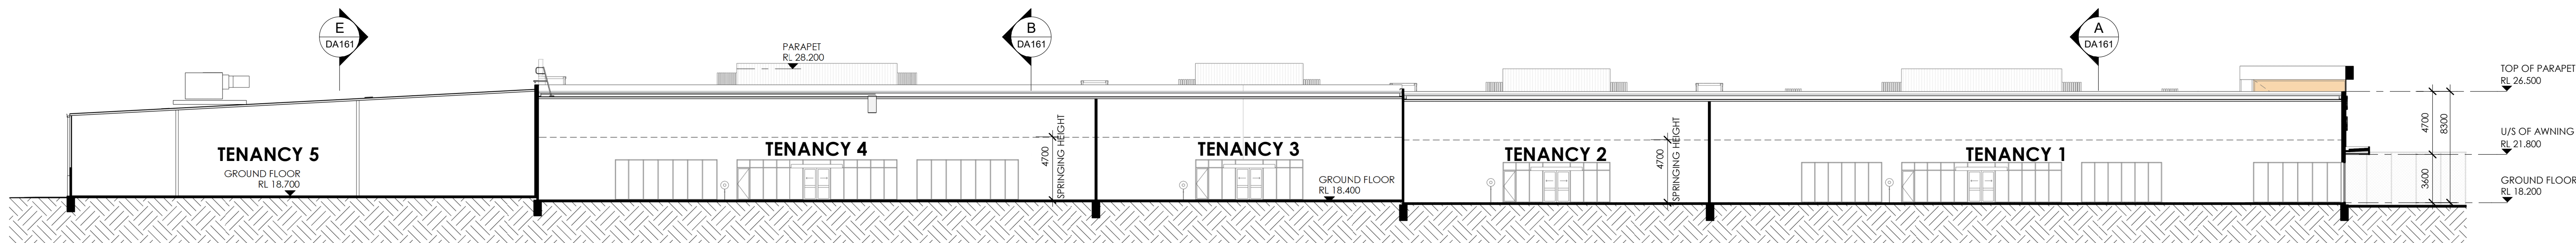 E
DA161
B
DA161
A
DA161
PARAPET
RL 28.200
TOP OF PARAPET
RL 26.500
4700
8300
U/S OF AWNING
RL 21.800
3600
GROUND FLOOR
RL 18.200
TENANCY 5
GROUND FLOOR
RL 18.700
TENANCY 4
4700
SPRINGING HEIGHT
TENANCY 3
GROUND FLOOR
RL 18.400
TENANCY 2
4700
SPRINGING HEIGHT
TENANCY 1